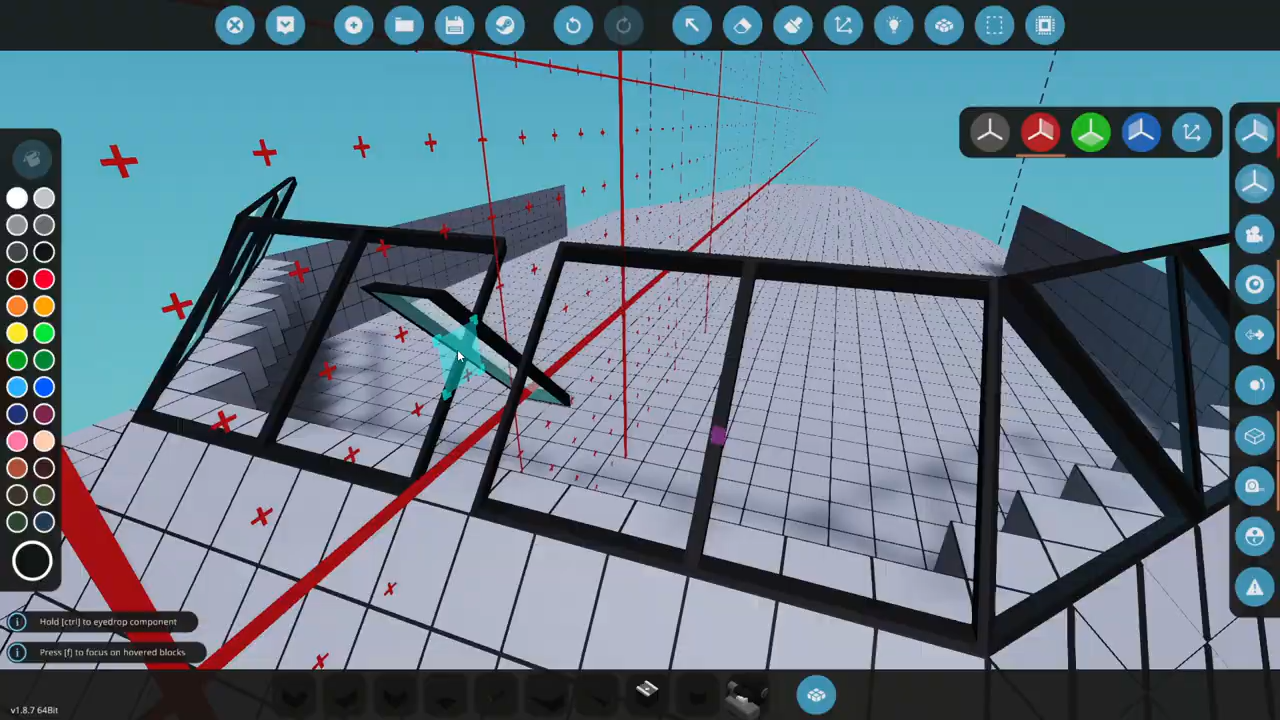 Hold [ctrl] to eyedrop component
Press [f] to focus on hovered blocks
v1.8.7 64Bit